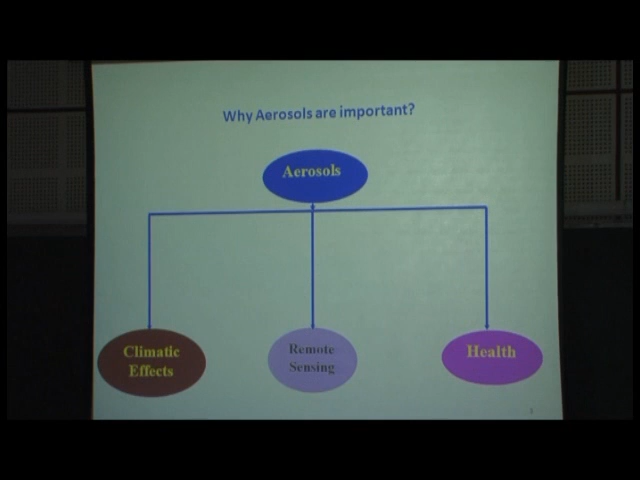 Why Aerosols are important?
Aerosols
Climatic
Effects
Remote
Sensing
Health